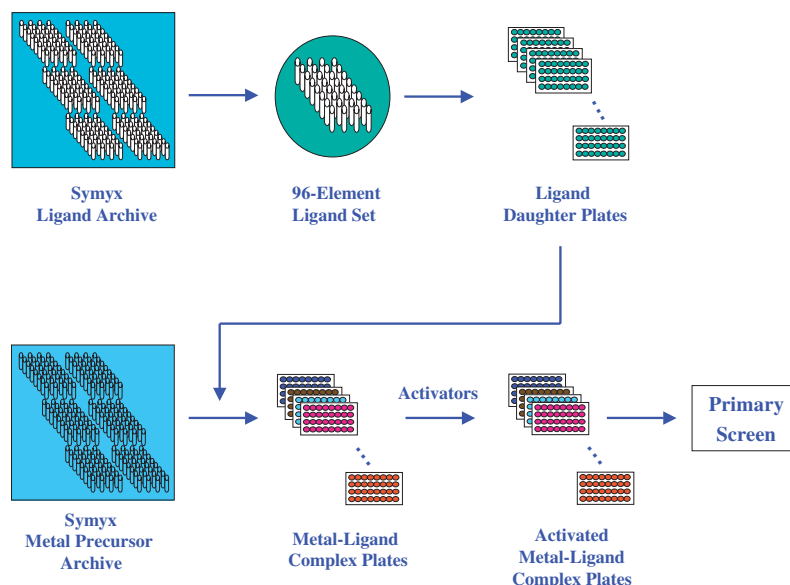 Symyx
Ligand Archive
96-Element
Ligand Set
Ligand
Daughter Plates
Activators
Primary
Screen
Symyx
Metal Precursor
Archive
Metal-Ligand
Complex Plates
Activated
Metal-Ligand
Complex Plates